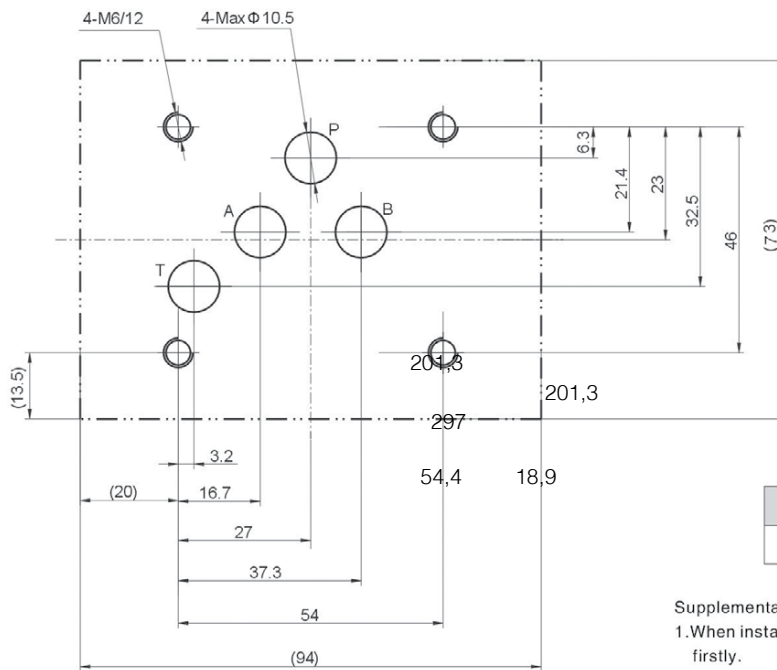 4-M6/12
4-MaxΦ10.5
P
A
B
T
6.3
21.4
23
32.5
46
(73)
(13.5)
201,3
201,3
297
54,4
18,9
3.2
(20)
16.7
27
37.3
54
(94)
Supplementa
1.When insta
firstly.